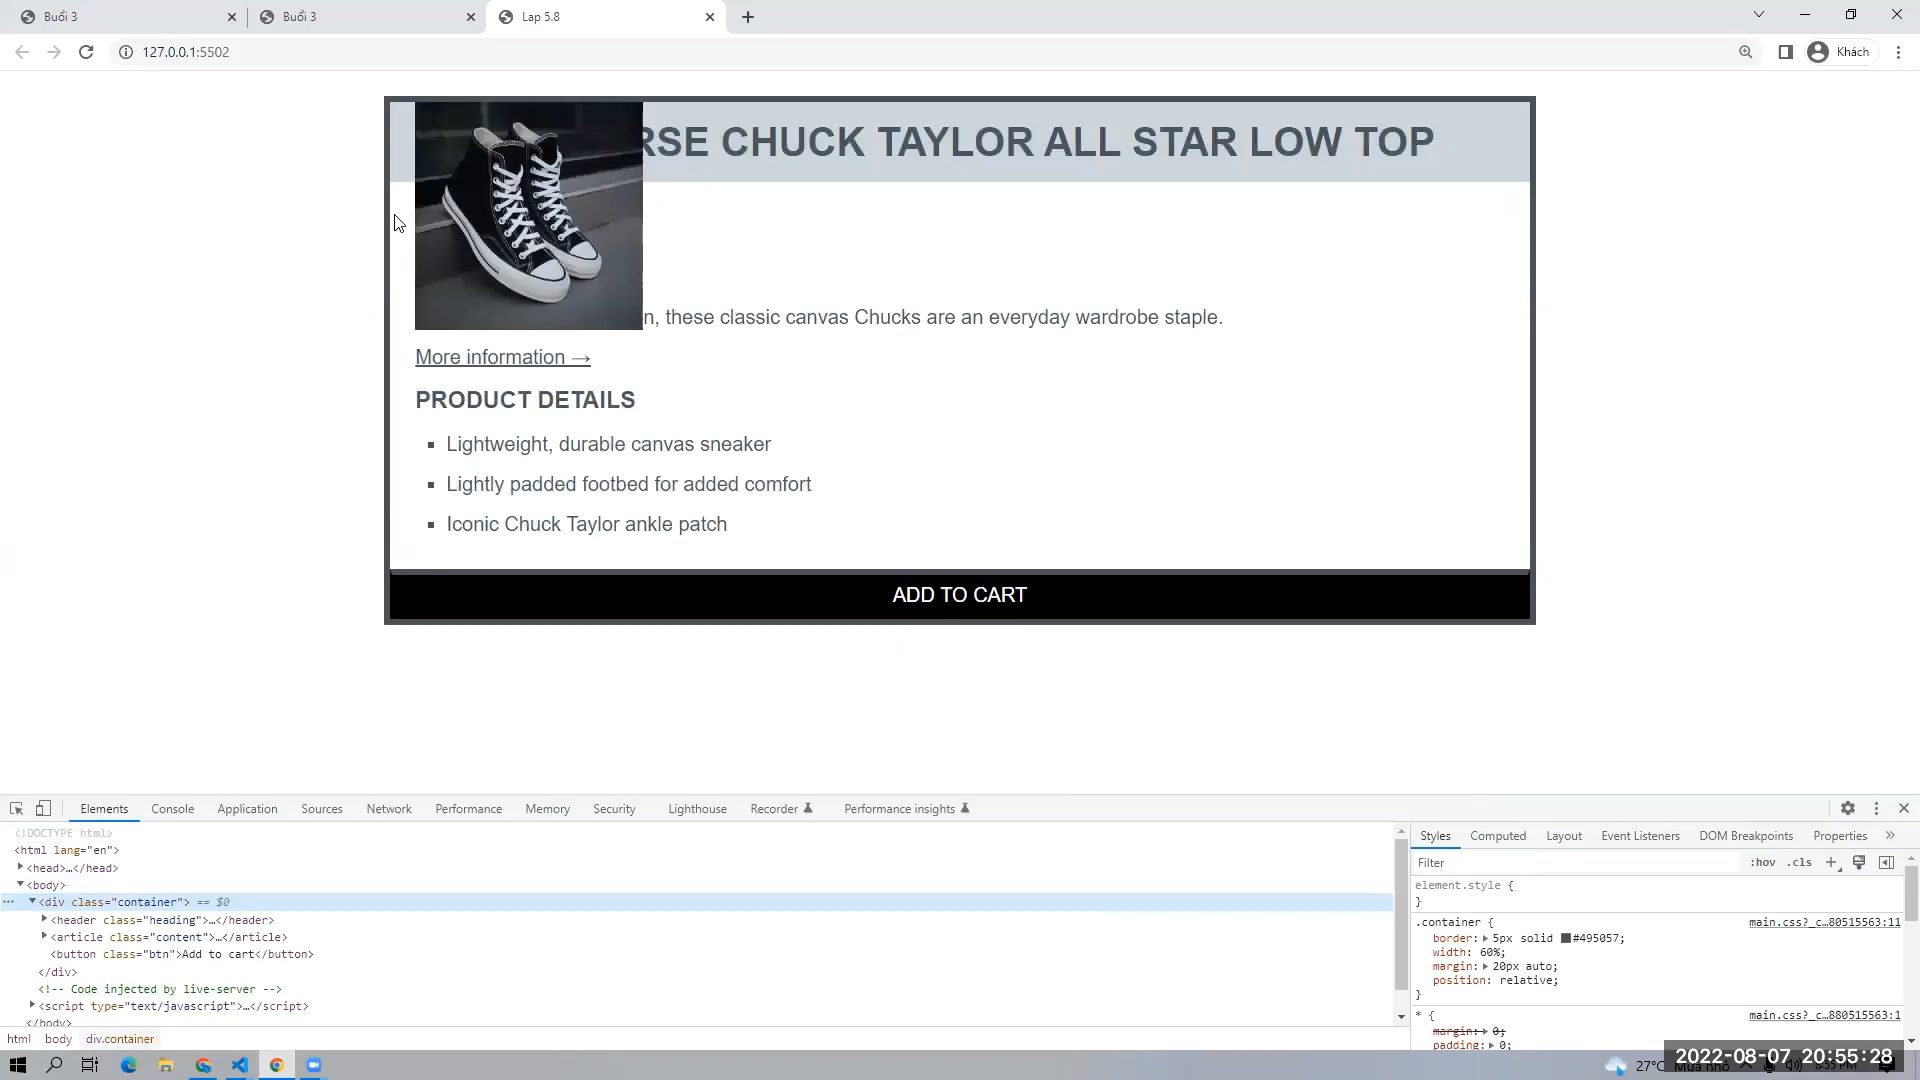 Buổi 3
Buổi 3
Lap 5.8
127.0.0.1:5502
Khách
RSE CHUCK TAYLOR ALL STAR LOW TOP
n, these classic canvas Chucks are an everyday wardrobe staple.
More information →
PRODUCT DETAILS
Lightweight, durable canvas sneaker
Lightly padded footbed for added comfort
Iconic Chuck Taylor ankle patch
ADD TO CART
Elements Console Application Sources Network Performance Memory Security Lighthouse Recorder Performance insights
<!DOCTYPE html>
<html lang="en">
<head>…</head>
<body>
<div class="container"> == $0
<header class="heading">…</header>
<article class="content">…</article>
<button class="btn">Add to cart</button>
</div>
<!-- Code injected by live-server -->
<script type="text/javascript">…</script>
</body>
html body div.container
Styles Computed Layout Event Listeners DOM Breakpoints Properties
Filter :hov .cls
element.style {
}
.container { main.css?_c…80515563:11
border: 5px solid #495057;
width: 60%;
margin: 20px auto;
position: relative;
}
* { main.css?_c…880515563:1
margin: 0;
padding: 0;
27°C Mưa nhỏ
2022-08-07 20:55:28